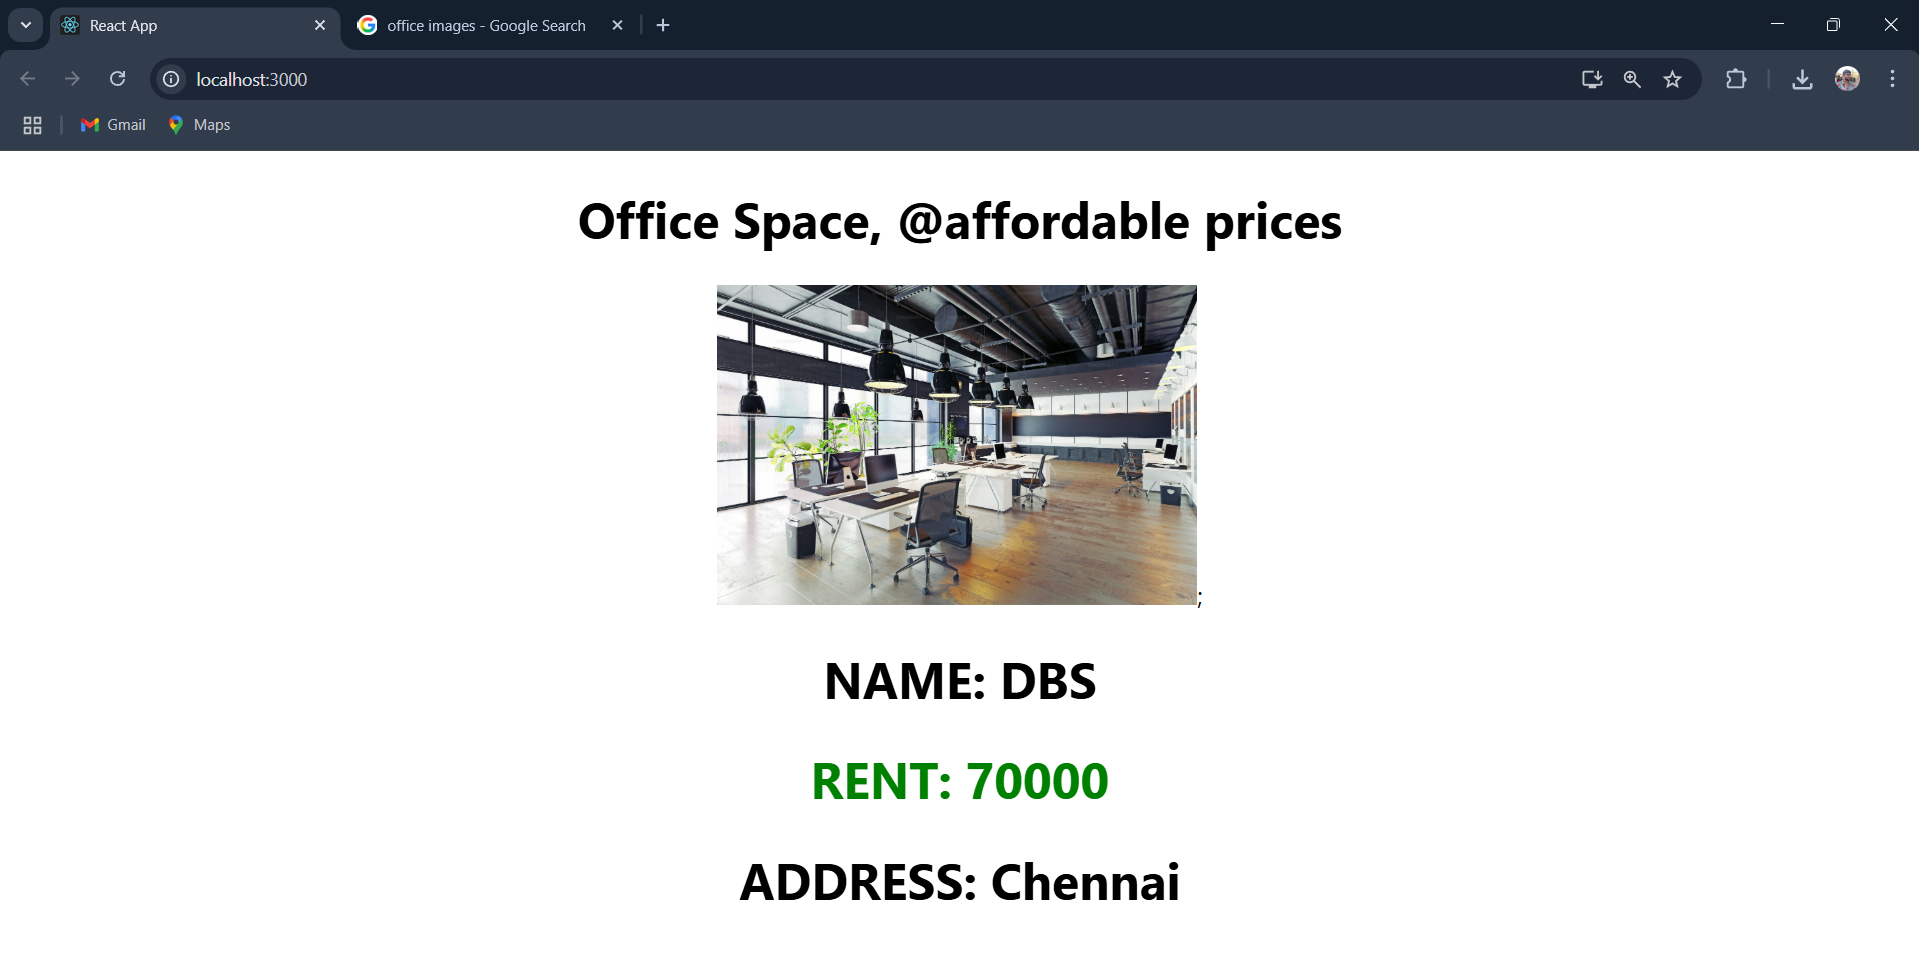 React App
office images - Google Search
localhost:3000
Gmail
Maps
Office Space, @affordable prices
;
NAME: DBS
RENT: 70000
ADDRESS: Chennai